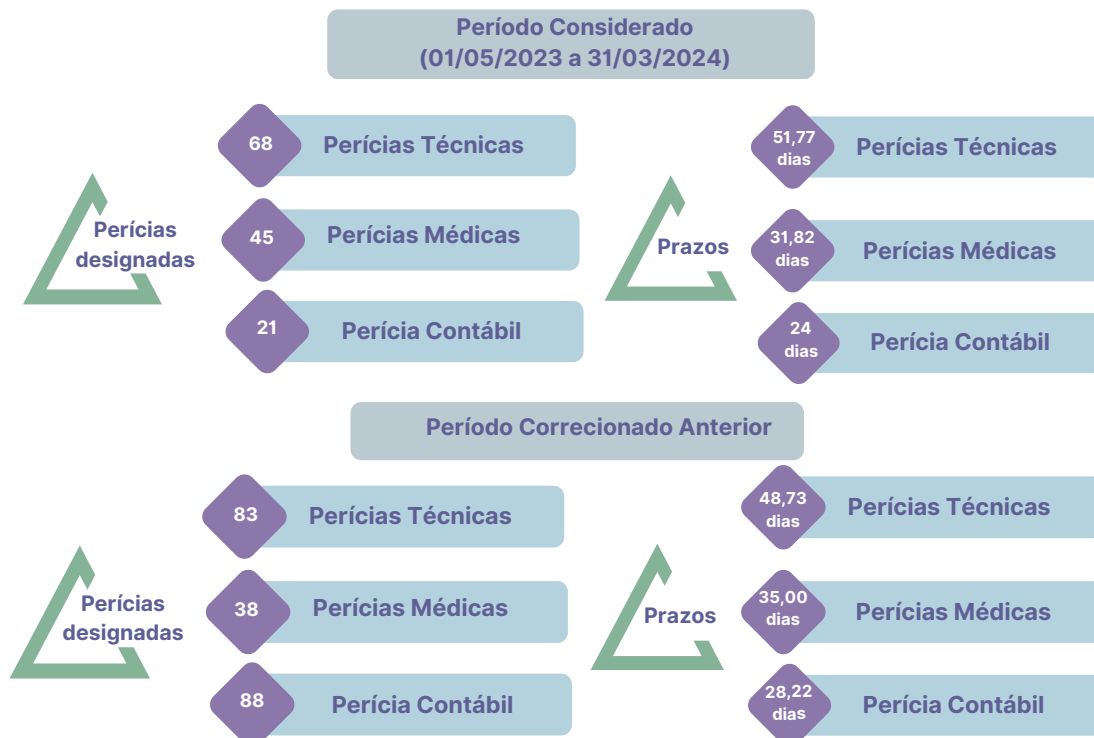 Período Considerado
(01/05/2023 a 31/03/2024)
Perícias
designadas
68
Perícias Técnicas
45
Perícias Médicas
21
Perícia Contábil
Prazos
51,77
dias
Perícias Técnicas
31,82
dias
Perícias Médicas
24
dias
Perícia Contábil
Período Correcionado Anterior
Perícias
designadas
83
Perícias Técnicas
38
Perícias Médicas
88
Perícia Contábil
Prazos
48,73
dias
Perícias Técnicas
35,00
dias
Perícias Médicas
28,22
dias
Perícia Contábil